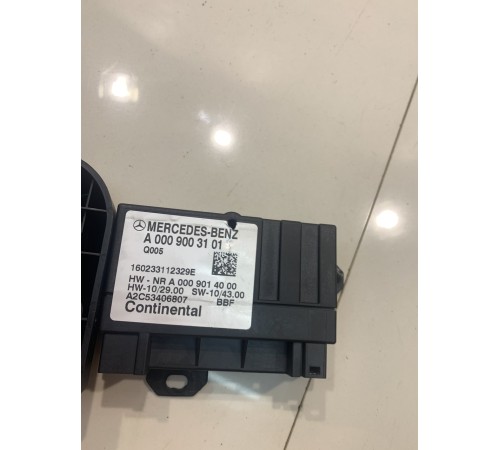 MERCEDES-BENZ
A 000 900 31 01
Q005
160233112329E
HW - NR A 000 901 40 00
HW-10/29.00 SW-10/43.00
A2C53406807 BBF
Continental